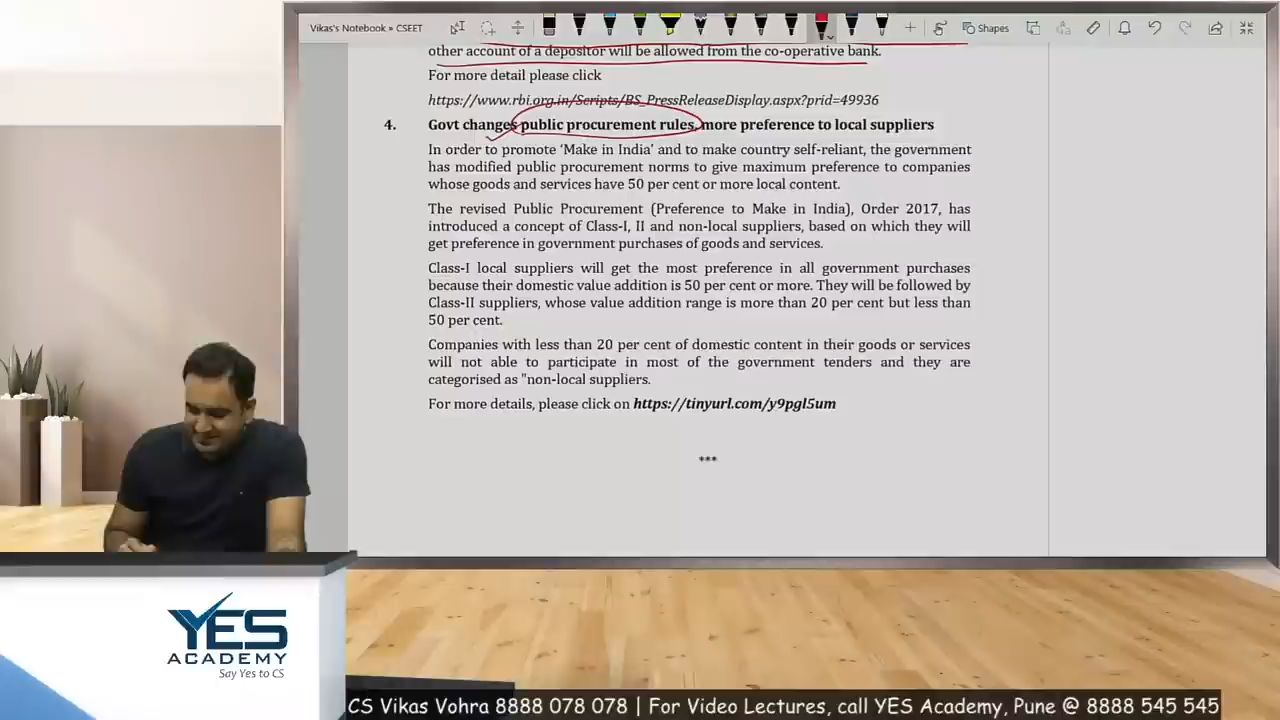 Vikas's Notebook » CSEET
Shapes
other account of a depositor will be allowed from the co-operative bank.
For more detail please click
https://www.rbi.org.in/Scripts/BS_PressReleaseDisplay.aspx?prid=49936
4. Govt changes public procurement rules, more preference to local suppliers
In order to promote ‘Make in India’ and to make country self-reliant, the government
has modified public procurement norms to give maximum preference to companies
whose goods and services have 50 per cent or more local content.
The revised Public Procurement (Preference to Make in India), Order 2017, has
introduced a concept of Class-I, II and non-local suppliers, based on which they will
get preference in government purchases of goods and services.
Class-I local suppliers will get the most preference in all government purchases
because their domestic value addition is 50 per cent or more. They will be followed by
Class-II suppliers, whose value addition range is more than 20 per cent but less than
50 per cent.
Companies with less than 20 per cent of domestic content in their goods or services
will not able to participate in most of the government tenders and they are
categorised as "non-local suppliers.
For more details, please click on https://tinyurl.com/y9pgl5um
***
YES
ACADEMY
Say Yes to CS
CS Vikas Vohra 8888 078 078 | For Video Lectures, call YES Academy, Pune @ 8888 545 545